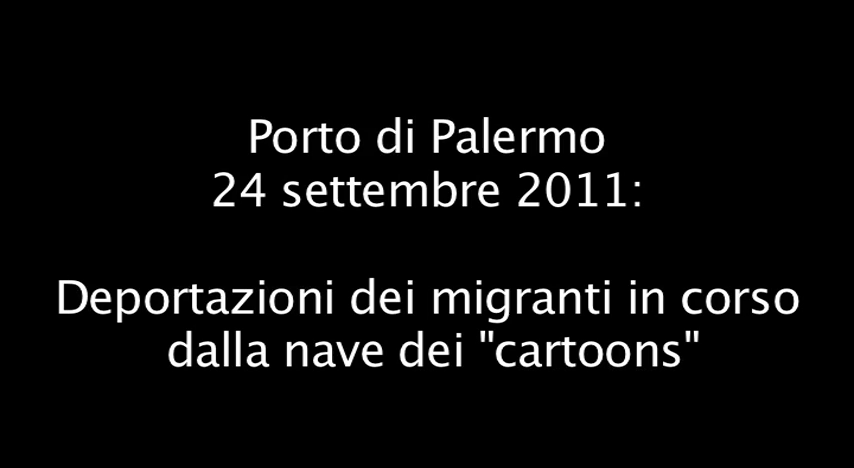 Porto di Palermo
24 settembre 2011:
Deportazioni dei migranti in corso
dalla nave dei "cartoons"